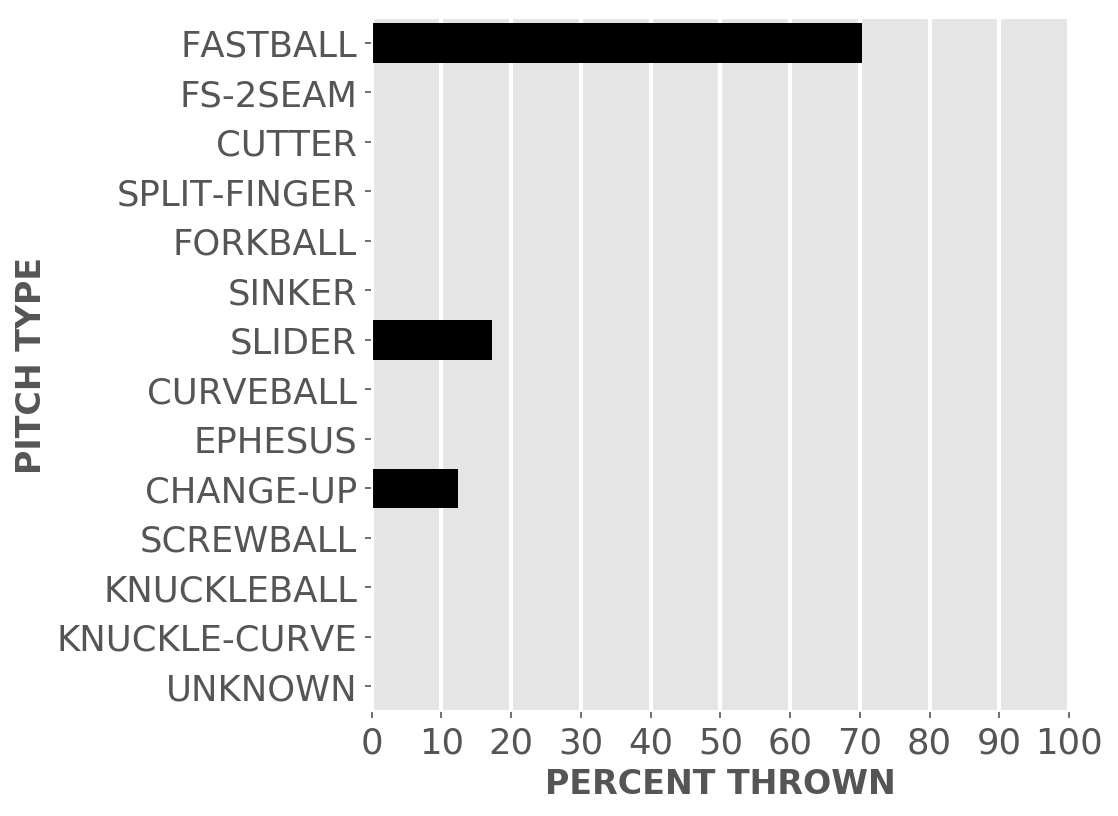 PITCH TYPE
FASTBALL
FS-2SEAM
CUTTER
SPLIT-FINGER
FORKBALL
SINKER
SLIDER
CURVEBALL
EPHESUS
CHANGE-UP
SCREWBALL
KNUCKLEBALL
KNUCKLE-CURVE
UNKNOWN
0 10 20 30 40 50 60 70 80 90 100
PERCENT THROWN